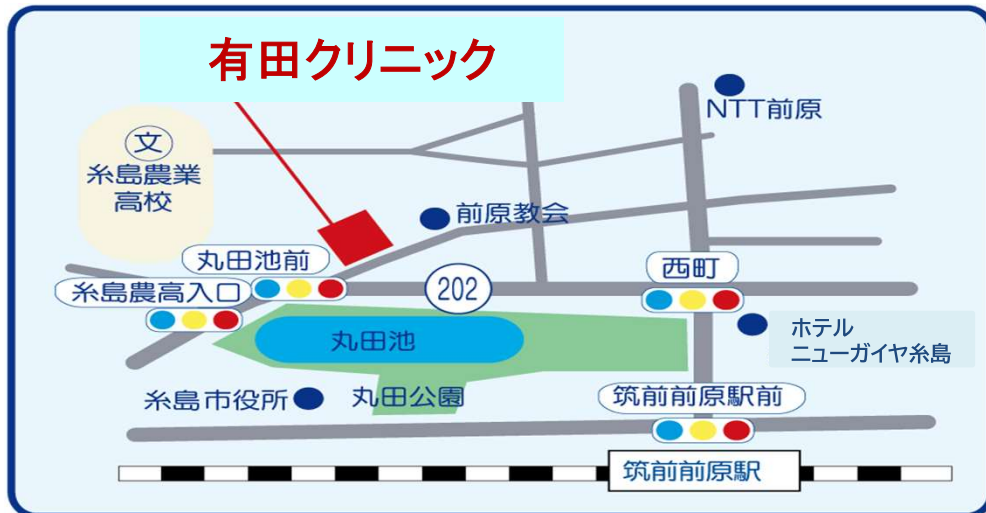 有田クリニック
NTT前原
文
糸島農業
高校
前原教会
丸田池前
西町
糸島農高入口
202
ホテル
ニューガイヤ糸島
丸田池
糸島市役所
丸田公園
筑前前原駅前
筑前前原駅